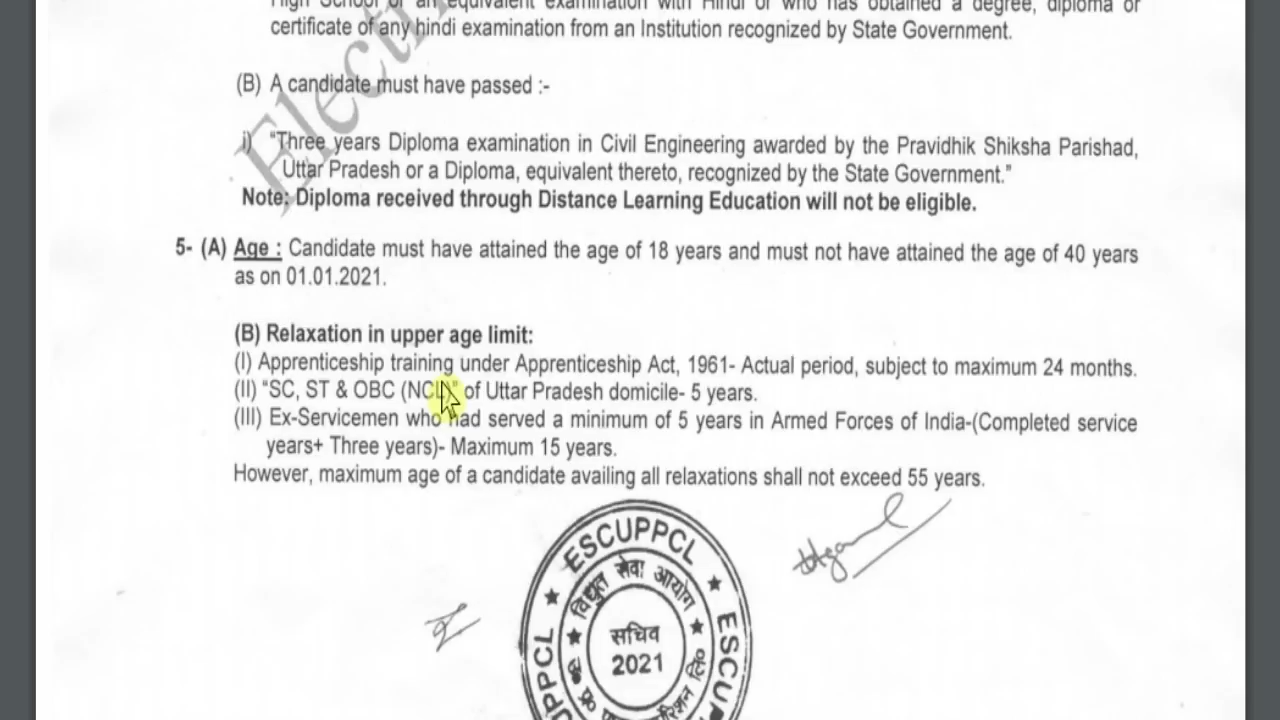 High School or an equivalent examination with Hindi or who has obtained a degree, diploma or
certificate of any hindi examination from an Institution recognized by State Government.
(B) A candidate must have passed :-
i) “Three years Diploma examination in Civil Engineering awarded by the Pravidhik Shiksha Parishad,
Uttar Pradesh or a Diploma, equivalent thereto, recognized by the State Government.”
Note: Diploma received through Distance Learning Education will not be eligible.
5- (A) Age : Candidate must have attained the age of 18 years and must not have attained the age of 40 years
as on 01.01.2021.
(B) Relaxation in upper age limit:
(I) Apprenticeship training under Apprenticeship Act, 1961- Actual period, subject to maximum 24 months.
(II) “SC, ST & OBC (NCL)” of Uttar Pradesh domicile- 5 years.
(III) Ex-Servicemen who had served a minimum of 5 years in Armed Forces of India-(Completed service
years+ Three years)- Maximum 15 years.
However, maximum age of a candidate availing all relaxations shall not exceed 55 years.
ESCUPPCL
विद्युत सेवा आयोग
सचिव
2021